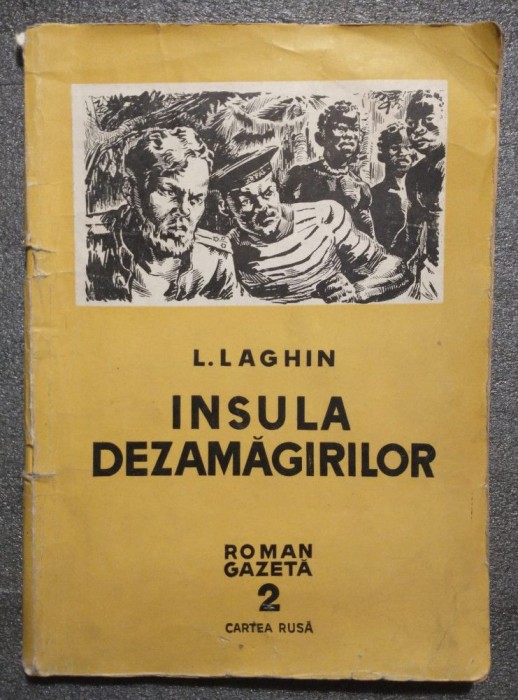 L. LAGHIN
INSULA
DEZAMĂGIRILOR
ROMAN
GAZETĂ
2
CARTEA RUSĂ